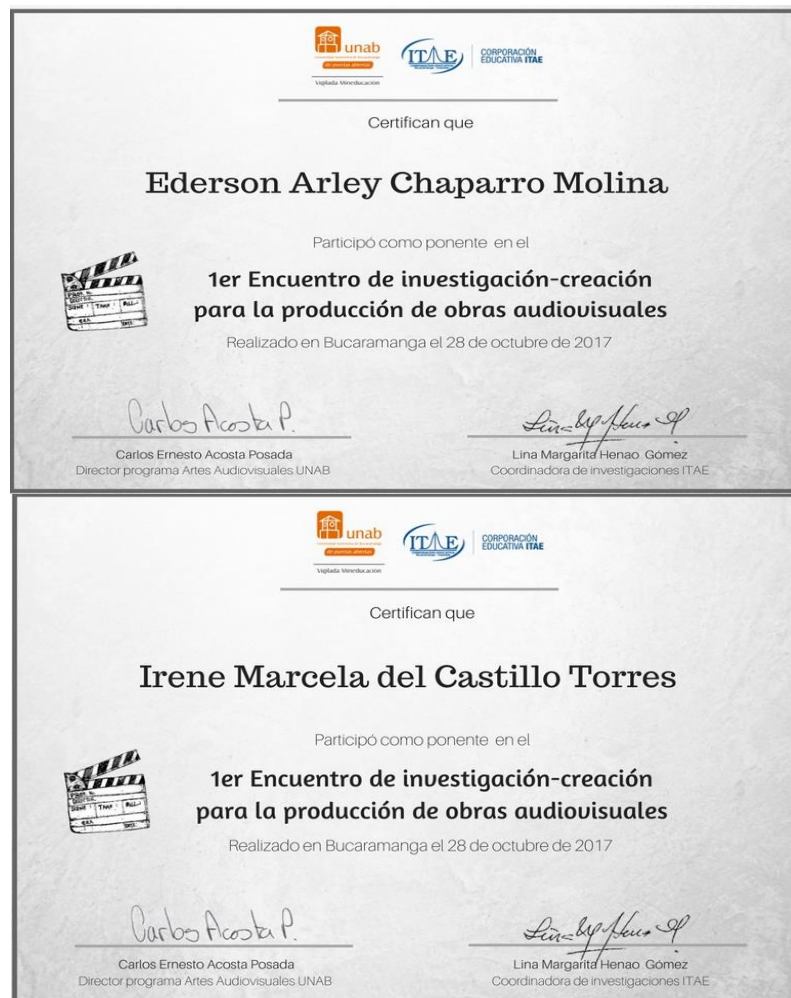 unab
de puertas abiertas
Vigilada Mineducación
ITAE
CORPORACIÓN
EDUCATIVA ITAE
Certifican que
Ederson Arley Chaparro Molina
Participó como ponente en el
1er Encuentro de investigación-creación
para la producción de obras audiovisuales
Realizado en Bucaramanga el 28 de octubre de 2017
Carlos Acosta P.
Carlos Ernesto Acosta Posada
Director programa Artes Audiovisuales UNAB
Lina Margarita Henao Gómez
Coordinadora de investigaciones ITAE
unab
de puertas abiertas
Vigilada Mineducación
ITAE
CORPORACIÓN
EDUCATIVA ITAE
Certifican que
Irene Marcela del Castillo Torres
Participó como ponente en el
1er Encuentro de investigación-creación
para la producción de obras audiovisuales
Realizado en Bucaramanga el 28 de octubre de 2017
Carlos Acosta P.
Carlos Ernesto Acosta Posada
Director programa Artes Audiovisuales UNAB
Lina Margarita Henao Gómez
Coordinadora de investigaciones ITAE